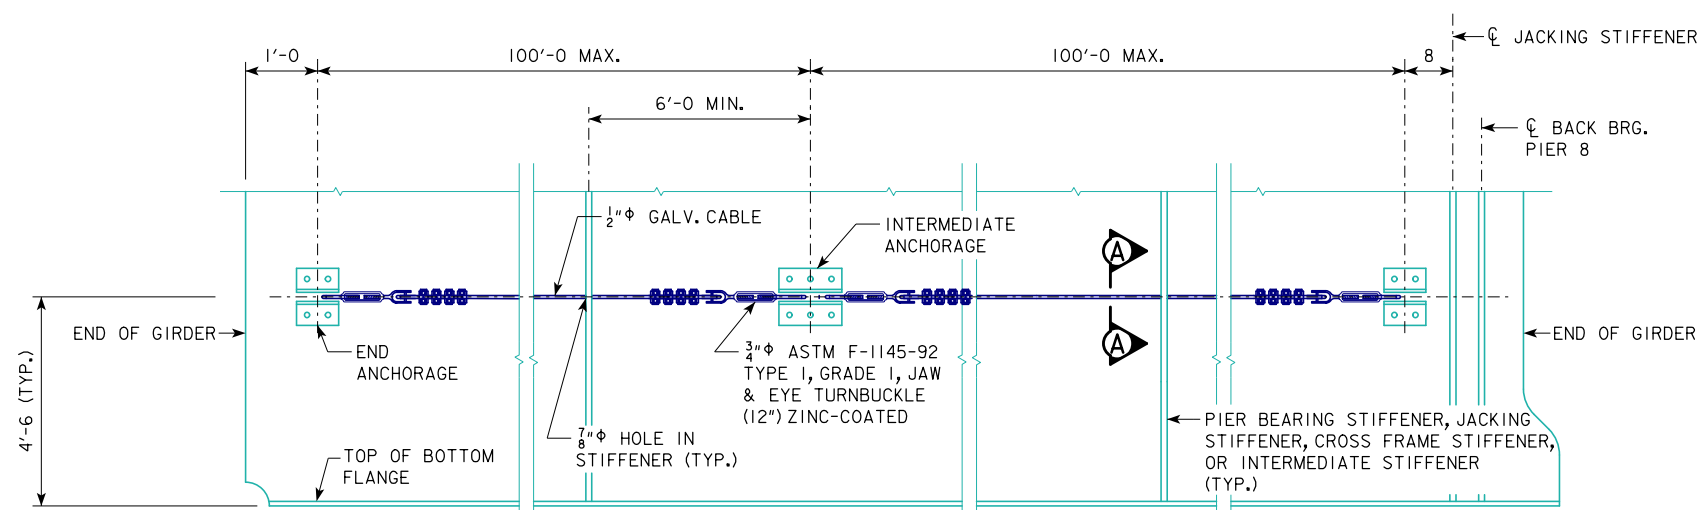 ℄ JACKING STIFFENER
1'-0
100'-0 MAX.
100'-0 MAX.
8
6'-0 MIN.
℄ BACK BRG.
PIER 8
½"Φ GALV. CABLE
INTERMEDIATE
ANCHORAGE
A
A
END OF GIRDER
END OF GIRDER
END
ANCHORAGE
¾"Φ ASTM F-1145-92
TYPE 1, GRADE 1, JAW
& EYE TURNBUCKLE
(12") ZINC-COATED
4'-6 (TYP.)
⅞"Φ HOLE IN
STIFFENER (TYP.)
PIER BEARING STIFFENER, JACKING
STIFFENER, CROSS FRAME STIFFENER,
OR INTERMEDIATE STIFFENER
(TYP.)
TOP OF BOTTOM
FLANGE